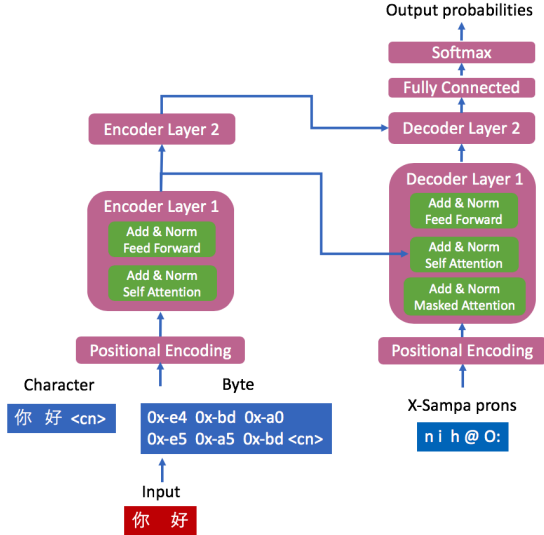 Output probabilities
Softmax
Fully Connected
Encoder Layer 2
Decoder Layer 2
Encoder Layer 1
Add & Norm
Feed Forward
Add & Norm
Self Attention
Decoder Layer 1
Add & Norm
Feed Forward
Add & Norm
Self Attention
Add & Norm
Masked Attention
Positional Encoding
Positional Encoding
Character
你 好 <cn>
Byte
0x-e4 0x-bd 0x-a0
0x-e5 0x-a5 0x-bd <cn>
X-Sampa prons
n i h @ O:
Input
你 好